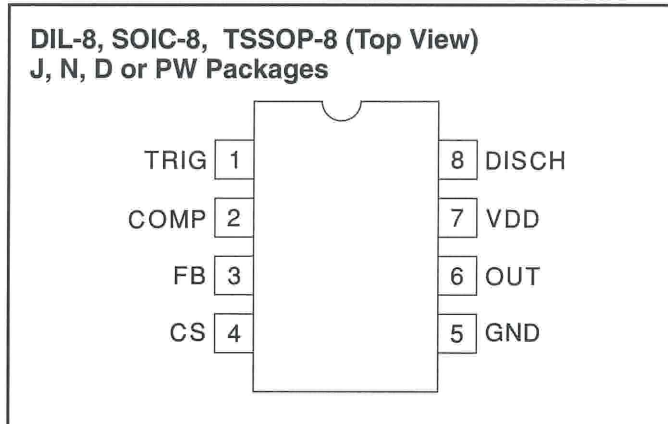 DIL-8, SOIC-8, TSSOP-8 (Top View)
J, N, D or PW Packages
TRIG 1 8 DISCH
COMP 2 7 VDD
FB 3 6 OUT
CS 4 5 GND